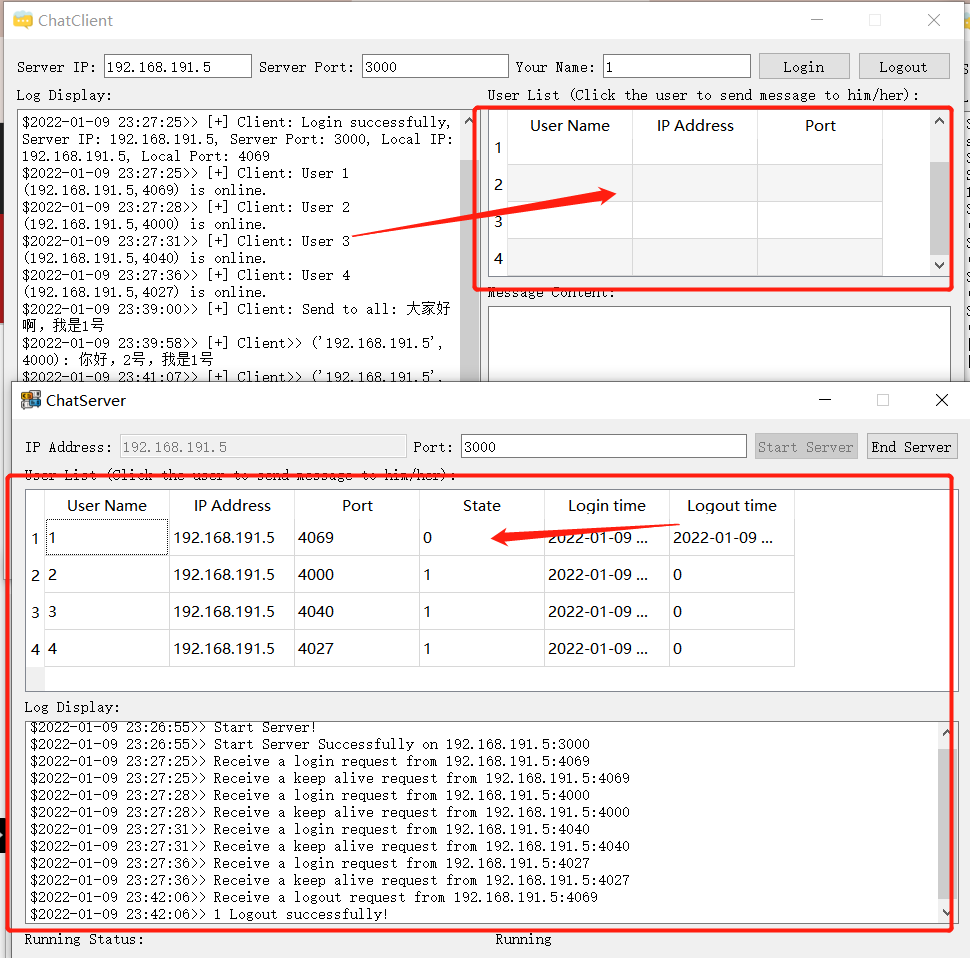 ChatClient
Server IP: 192.168.191.5 Server Port: 3000 Your Name: 1 Login Logout
Log Display:
$2022-01-09 23:27:25>> [+] Client: Login successfully,
Server IP: 192.168.191.5, Server Port: 3000, Local IP:
192.168.191.5, Local Port: 4069
$2022-01-09 23:27:25>> [+] Client: User 1
(192.168.191.5,4069) is online.
$2022-01-09 23:27:28>> [+] Client: User 2
(192.168.191.5,4000) is online.
$2022-01-09 23:27:31>> [+] Client: User 3
(192.168.191.5,4040) is online.
$2022-01-09 23:27:36>> [+] Client: User 4
(192.168.191.5,4027) is online.
$2022-01-09 23:39:00>> [+] Client: Send to all: 大家好
啊，我是1号
$2022-01-09 23:39:58>> [+] Client>> ('192.168.191.5',
4000): 你好，2号，我是1号
$2022-01-09 23:41:07>> [+] Client>> ('192.168.191.5',
User List (Click the user to send message to him/her):
User Name IP Address Port
1
2
3
4
Message Content:
ChatServer
IP Address: 192.168.191.5 Port: 3000 Start Server End Server
User List (Click the user to send message to him/her):
User Name IP Address Port State Login time Logout time
1 1 192.168.191.5 4069 0 2022-01-09 ... 2022-01-09 ...
2 2 192.168.191.5 4000 1 2022-01-09 ... 0
3 3 192.168.191.5 4040 1 2022-01-09 ... 0
4 4 192.168.191.5 4027 1 2022-01-09 ... 0
Log Display:
$2022-01-09 23:26:55>> Start Server!
$2022-01-09 23:26:55>> Start Server Successfully on 192.168.191.5:3000
$2022-01-09 23:27:25>> Receive a login request from 192.168.191.5:4069
$2022-01-09 23:27:25>> Receive a keep alive request from 192.168.191.5:4069
$2022-01-09 23:27:28>> Receive a login request from 192.168.191.5:4000
$2022-01-09 23:27:28>> Receive a keep alive request from 192.168.191.5:4000
$2022-01-09 23:27:31>> Receive a login request from 192.168.191.5:4040
$2022-01-09 23:27:31>> Receive a keep alive request from 192.168.191.5:4040
$2022-01-09 23:27:36>> Receive a login request from 192.168.191.5:4027
$2022-01-09 23:27:36>> Receive a keep alive request from 192.168.191.5:4027
$2022-01-09 23:42:06>> Receive a logout request from 192.168.191.5:4069
$2022-01-09 23:42:06>> 1 Logout successfully!
Running Status: Running